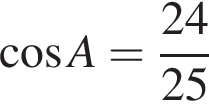 cos A = 24/25